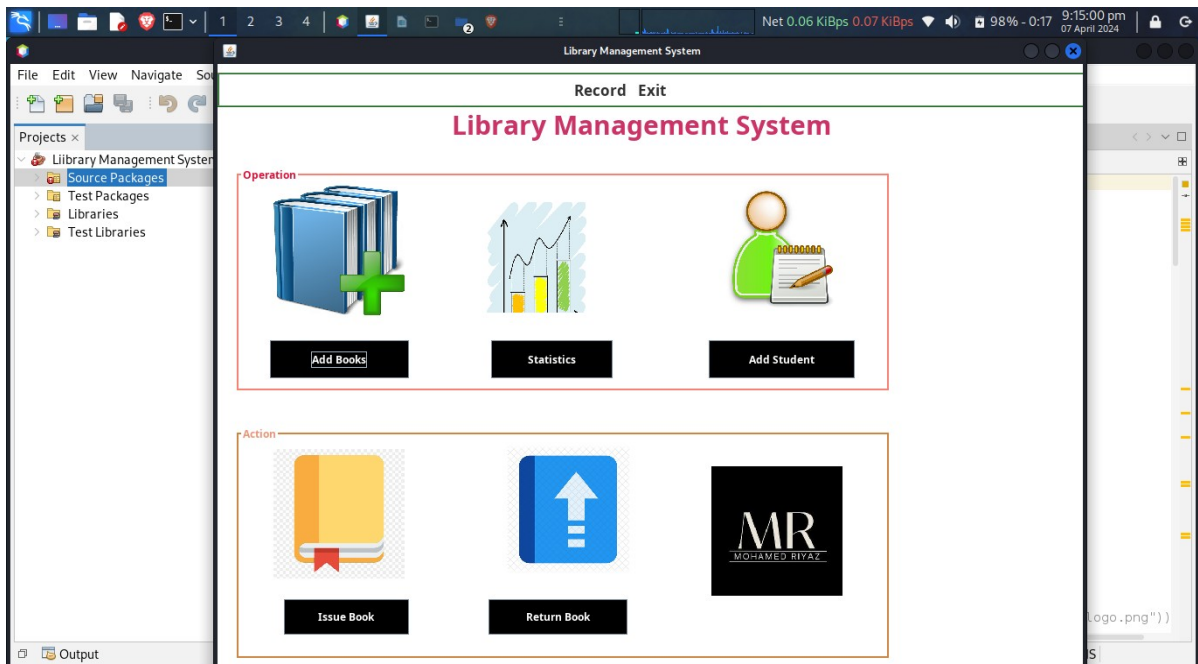 1 2 3 4
2
Net 0.06 KiBps 0.07 KiBps
98% - 0:17
9:15:00 pm
07 April 2024
Library Management System
File Edit View Navigate Sou
Record Exit
Library Management System
Projects
Liibrary Management System
Source Packages
Test Packages
Libraries
Test Libraries
Operation
Add Books
Statistics
Add Student
Action
MR
MOHAMED RIYAZ
Issue Book
Return Book
logo.png"))
Output